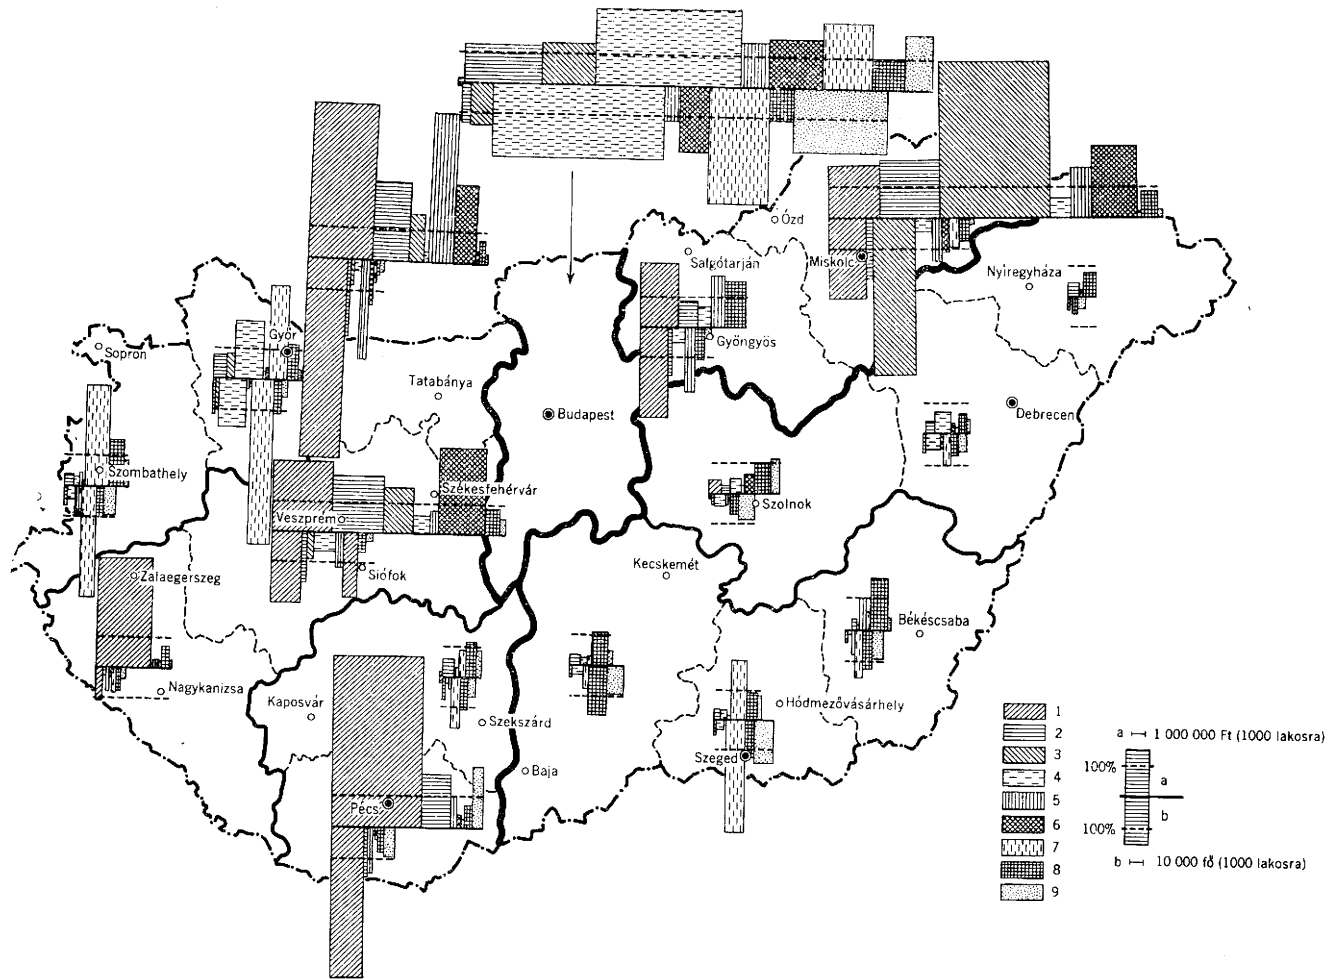 Ózd
Salgótarján
Miskolc
Nyíregyháza
Győr
Gyöngyös
Sopron
Tatabánya
Budapest
Debrecen
Szombathely
Székesfehérvár
Veszprém
Szolnok
Siófok
Kecskemét
Zalaegerszeg
Békéscsaba
Nagykanizsa
Kaposvár
Szekszárd
Hódmezővásárhely
Szeged
Baja
Pécs
1
2
3
4
5
6
7
8
9
a 1 000 000 Ft (1000 lakosra)
100%
a
b
100%
b 10 000 fő (1000 lakosra)